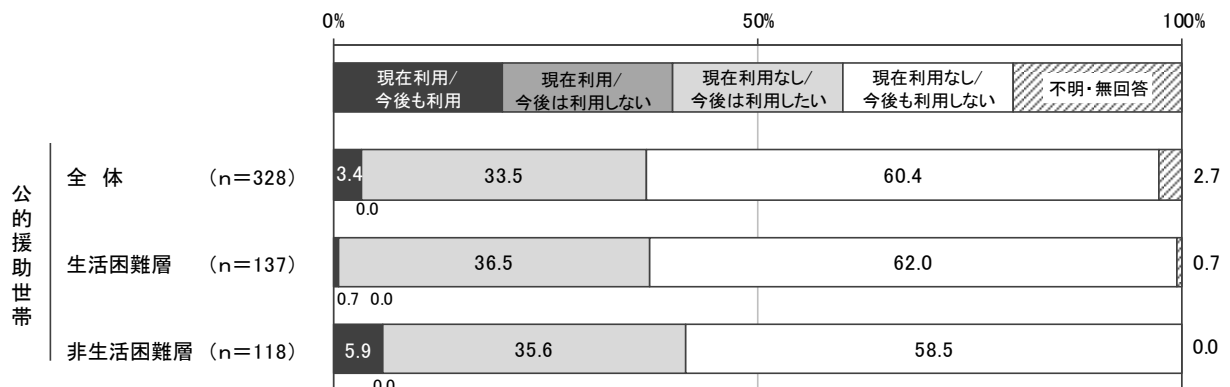 0%
50%
100%
現在利用/
今後も利用
現在利用/
今後は利用しない
現在利用なし/
今後は利用したい
現在利用なし/
今後も利用しない
不明・無回答
公的援助世帯
全 体 (n=328)
3.4
33.5
60.4
2.7
0.0
生活困難層 (n=137)
36.5
62.0
0.7
0.7
0.0
非生活困難層 (n=118)
5.9
35.6
58.5
0.0
0.0